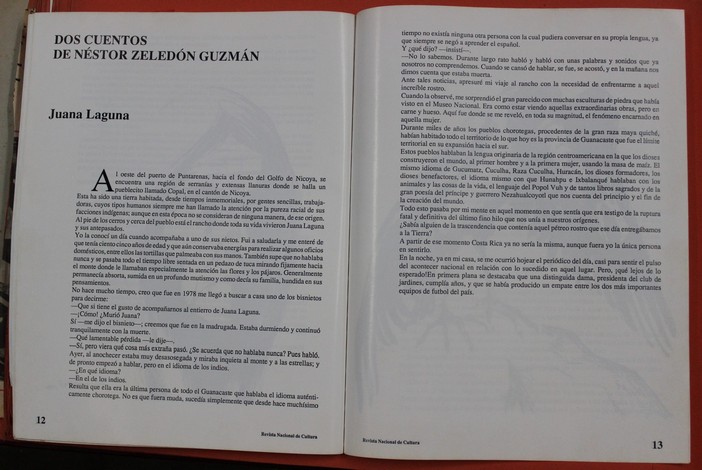 DOS CUENTOS
DE NÉSTOR ZELEDÓN GUZMÁN
Juana Laguna
Al oeste del puerto de Puntarenas, hacia el fondo del Golfo de Nicoya, se
encuentra una región de serranías y extensas llanuras donde se halla un
pueblecito llamado Copal, en el cantón de Nicoya.
Esta ha sido una tierra habitada, desde tiempos inmemoriales, por gentes sencillas, trabaja-
doras, cuyos tipos humanos siempre me han llamado la atención por la pureza racial de sus
facciones indígenas; aunque en esta época no se consideran de ninguna manera, de ese origen.
Al pie de los cerros y cerca del pueblo está el rancho donde toda su vida vivieron Juana Laguna
y sus antepasados.
Yo la conocí un día cuando acompañaba a uno de sus nietos. Fui a saludarla y me enteré de
que tenía ciento cinco años de edad y que aún conservaba energías para realizar algunos oficios
domésticos, entre ellos las tortillas que palmeaba con sus manos. También supe que no hablaba
nunca y se pasaba todo el tiempo libre sentada en un pedazo de tuca mirando fijamente hacia
el monte donde le llamaban especialmente la atención las flores y los pájaros. Generalmente
permanecía absorta, sumida en un profundo mutismo y como decía su familia, hundida en sus
pensamientos.
No hace mucho tiempo, creo que fue en 1978 me llegó a buscar a casa uno de los bisnietos
para decirme:
—Que si tiene el gusto de acompañarnos al entierro de Juana Laguna.
—¡Cómo! ¿Murió Juana?
Sí —me dijo el bisnieto—; creemos que fue en la madrugada. Estaba durmiendo y continuó
tranquilamente con la muerte.
—Qué lamentable pérdida —le dije—.
—Sí, pero viera qué cosa más extraña pasó. ¿Se acuerda que no hablaba nunca? Pues habló.
Ayer, al anochecer estaba muy desasosegada y miraba inquieta al monte y a las estrellas; y
de pronto empezó a hablar, pero en el idioma de los indios.
—¿En qué idioma?
—En el de los indios.
Resulta que ella era la última persona de todo el Guanacaste que hablaba el idioma auténti-
camente chorotega. No es que fuera muda, sucedía simplemente que desde hace muchísimo
12
Revista Nacional de Cultura
tiempo no existía ninguna otra persona con la cual pudiera conversar en su propia lengua, ya
que siempre se negó a aprender el español.
Y ¿qué dijo? —insistí—.
—No lo sabemos. Durante largo rato habló y habló con unas palabras y sonidos que ya
nosotros no comprendemos. Cuando se cansó de hablar, se fue, se acostó, y en la mañana nos
dimos cuenta que estaba muerta.
Ante tales noticias, apresuré mi viaje al rancho con la necesidad de enfrentarme a aquel
increíble rostro.
Cuando la observé, me sorprendió el gran parecido con muchas esculturas de piedra que había
visto en el Museo Nacional. Era como estar viendo aquellas extraordinarias obras, pero en
carne y hueso. Aquí fue donde se me reveló, en toda su magnitud, el fenómeno encarnado en
aquella mujer.
Durante miles de años los pueblos chorotegas, procedentes de la gran raza maya quiché,
habían habitado todo el territorio de lo que hoy es la provincia de Guanacaste que fue el límite
territorial en su expansión hacia el sur.
Estos pueblos hablaban la lengua originaria de la región centroamericana en la que los dioses
construyeron el mundo, al primer hombre y a la primera mujer, usando la masa de maíz. El
mismo idioma de Gucumatz, Cuculha, Raza Cuculha, Huracán, los dioses formadores, los
dioses benefactores, el idioma mismo con que Hunahpu e Ixbalanqué hablaban con los
animales y las cosas de la vida, el lenguaje del Popol Vuh y de tantos libros sagrados y de la
gran poesía del príncipe y guerrero Nezahualcoyotl que nos cuenta del principio y el fin de
la creación del mundo.
Todo esto pasaba por mi mente en aquel momento en que sentía que era testigo de la ruptura
fatal y definitiva del último fino hilo que nos unía a nuestros orígenes.
¿Sabía alguien de la trascendencia que contenía aquel pétreo rostro que ese día entregábamos
a la Tierra?
A partir de ese momento Costa Rica ya no sería la misma, aunque fuera yo la única persona
en sentirlo.
En la noche, ya en mi casa, se me ocurrió hojear el periódico del día, casi para sentir el pulso
del acontecer nacional en relación con lo sucedido en aquel lugar. Pero, ¡qué lejos de lo
esperado!En primera plana se destacaba que una distinguida dama, presidenta del club de
jardines, cumplía años, y que se había producido un empate entre los dos más importantes
equipos de futbol del país.
Revista Nacional de Cultura
13